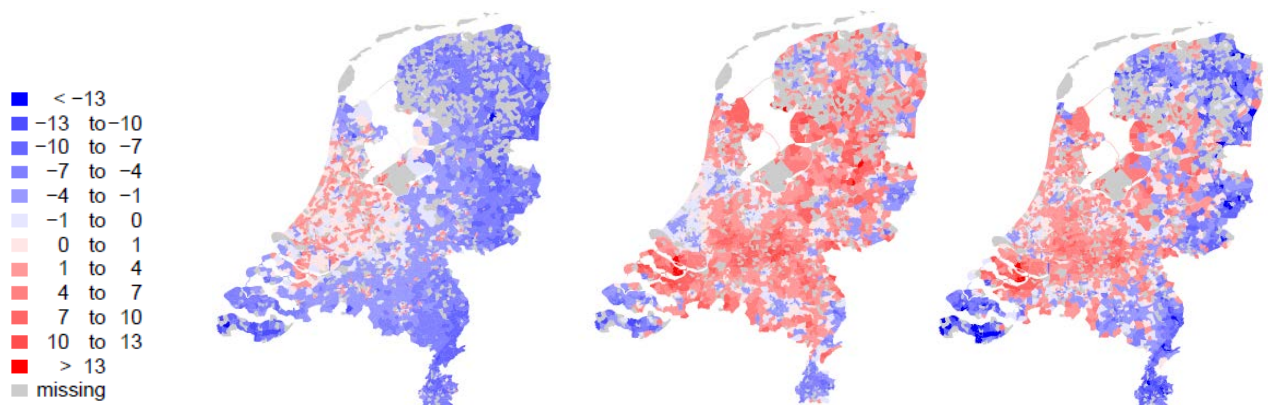 < −13
−13 to −10
−10 to −7
−7 to −4
−4 to −1
−1 to 0
0 to 1
1 to 4
4 to 7
7 to 10
10 to 13
> 13
missing